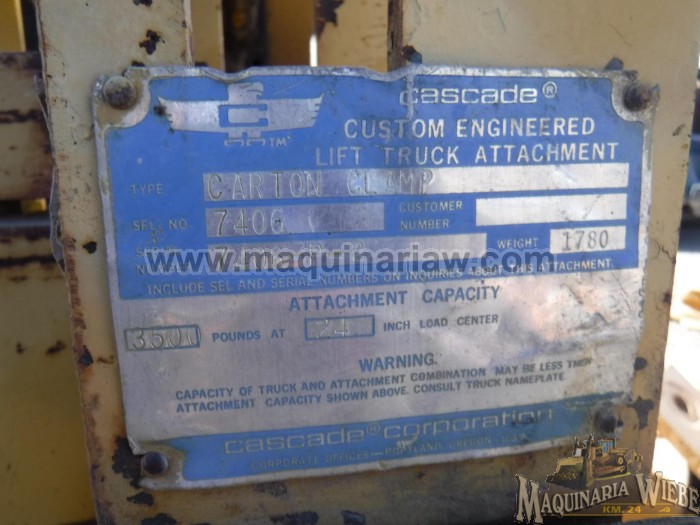 cascade®
TM
CUSTOM ENGINEERED
LIFT TRUCK ATTACHMENT
TYPE CARTON CLAMP
SEL. NO. 7406 CUSTOMER NUMBER
WEIGHT 1780
www.maquinariaw.com
INCLUDE SEL AND SERIAL NUMBERS ON INQUIRIES ABOUT THIS ATTACHMENT.
ATTACHMENT CAPACITY
3500 POUNDS AT 24 INCH LOAD CENTER
WARNING.
CAPACITY OF TRUCK AND ATTACHMENT COMBINATION MAY BE LESS THEN
ATTACHMENT CAPACITY SHOWN ABOVE. CONSULT TRUCK NAMEPLATE.
cascade® corporation
CORPORATE OFFICES – PORTLAND, OREGON, U.S.A.
MAQUINARIA WIEBE
KM. 24